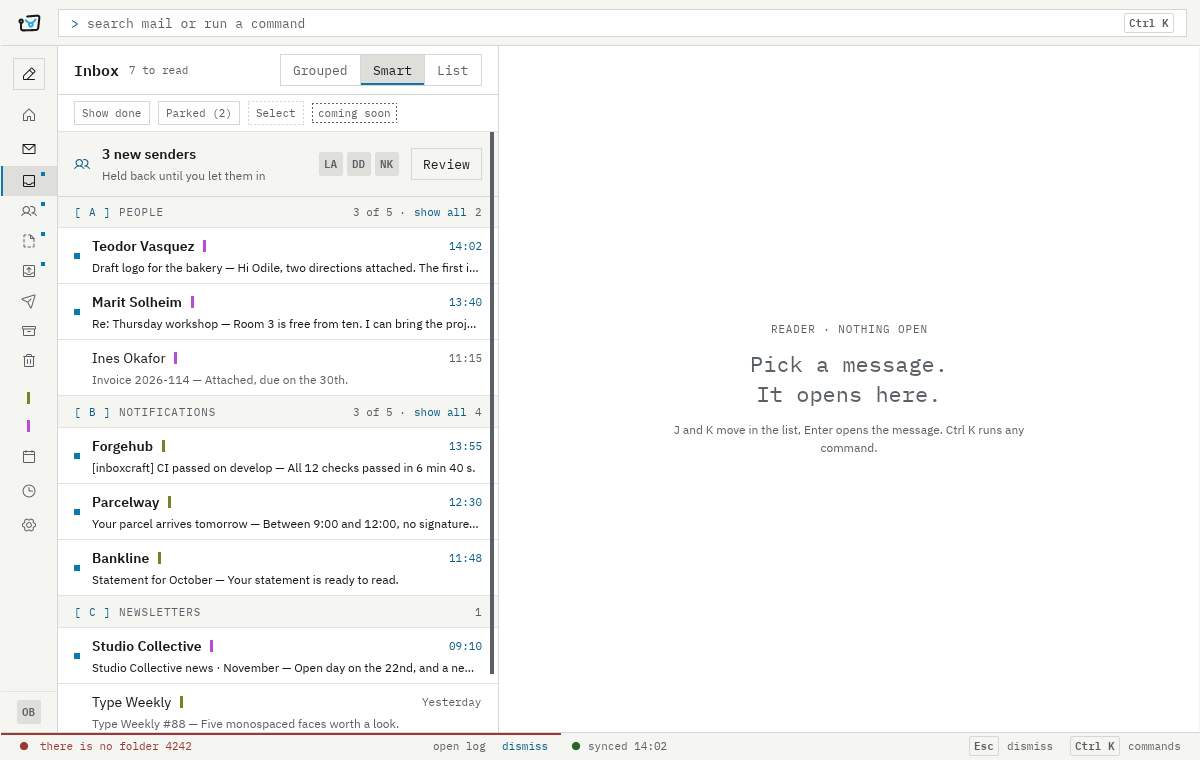 > search mail or run a command Ctrl K
Inbox 7 to read Grouped Smart List
Show done Parked (2) Select coming soon
3 new senders
Held back until you let them in
LA DD NK Review
[ A ] PEOPLE 3 of 5 · show all 2
Teodor Vasquez 14:02
Draft logo for the bakery — Hi Odile, two directions attached. The first i…
Marit Solheim 13:40
Re: Thursday workshop — Room 3 is free from ten. I can bring the proj…
Ines Okafor 11:15
Invoice 2026-114 — Attached, due on the 30th.
[ B ] NOTIFICATIONS 3 of 5 · show all 4
Forgehub 13:55
[inboxcraft] CI passed on develop — All 12 checks passed in 6 min 40 s.
Parcelway 12:30
Your parcel arrives tomorrow — Between 9:00 and 12:00, no signature…
Bankline 11:48
Statement for October — Your statement is ready to read.
[ C ] NEWSLETTERS 1
Studio Collective 09:10
Studio Collective news · November — Open day on the 22nd, and a ne…
Type Weekly Yesterday
Type Weekly #88 — Five monospaced faces worth a look.
READER · NOTHING OPEN
Pick a message.
It opens here.
J and K move in the list, Enter opens the message. Ctrl K runs any
command.
OB
there is no folder 4242 open log dismiss synced 14:02 Esc dismiss Ctrl K commands